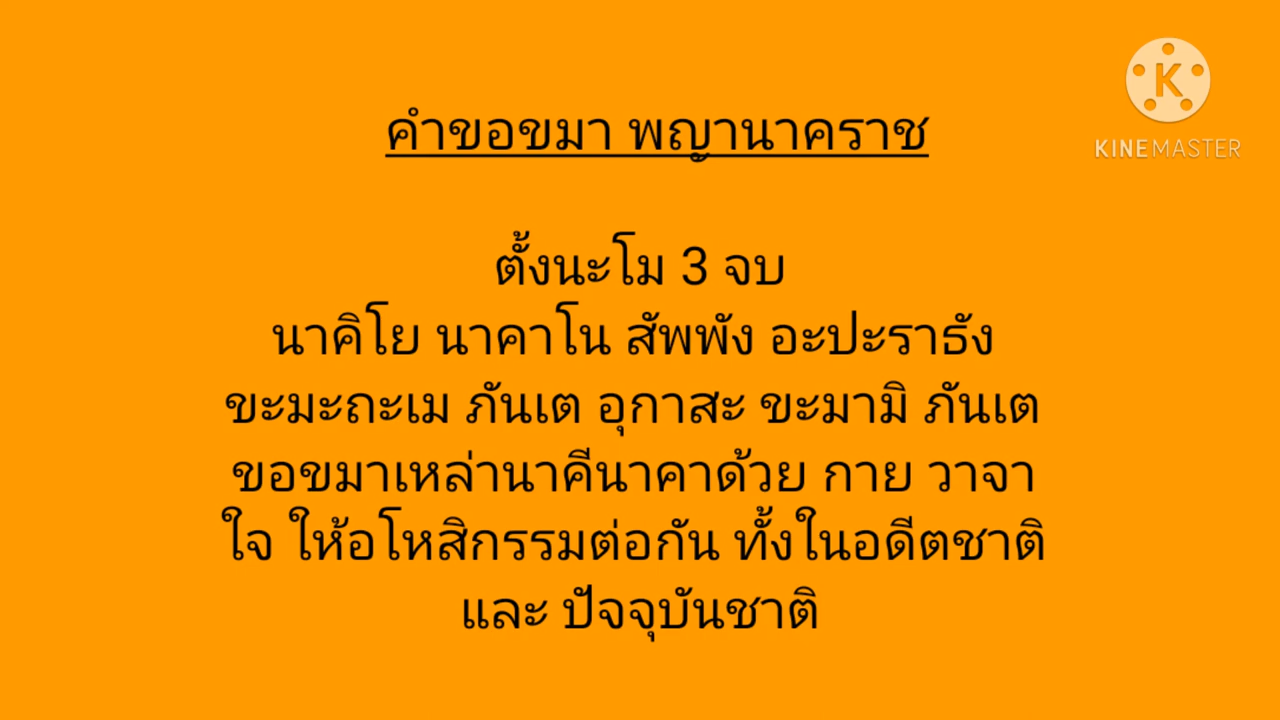 KINEMASTER
คำขอขมา พญานาคราช
ตั้งนะโม 3 จบ
นาคิโย นาคาโน สัพพัง อะปะราธัง
ขะมะถะเม ภันเต อุกาสะ ขะมามิ ภันเต
ขอขมาเหล่านาคีนาคาด้วย กาย วาจา
ใจ ให้อโหสิกรรมต่อกัน ทั้งในอดีตชาติ
และ ปัจจุบันชาติ